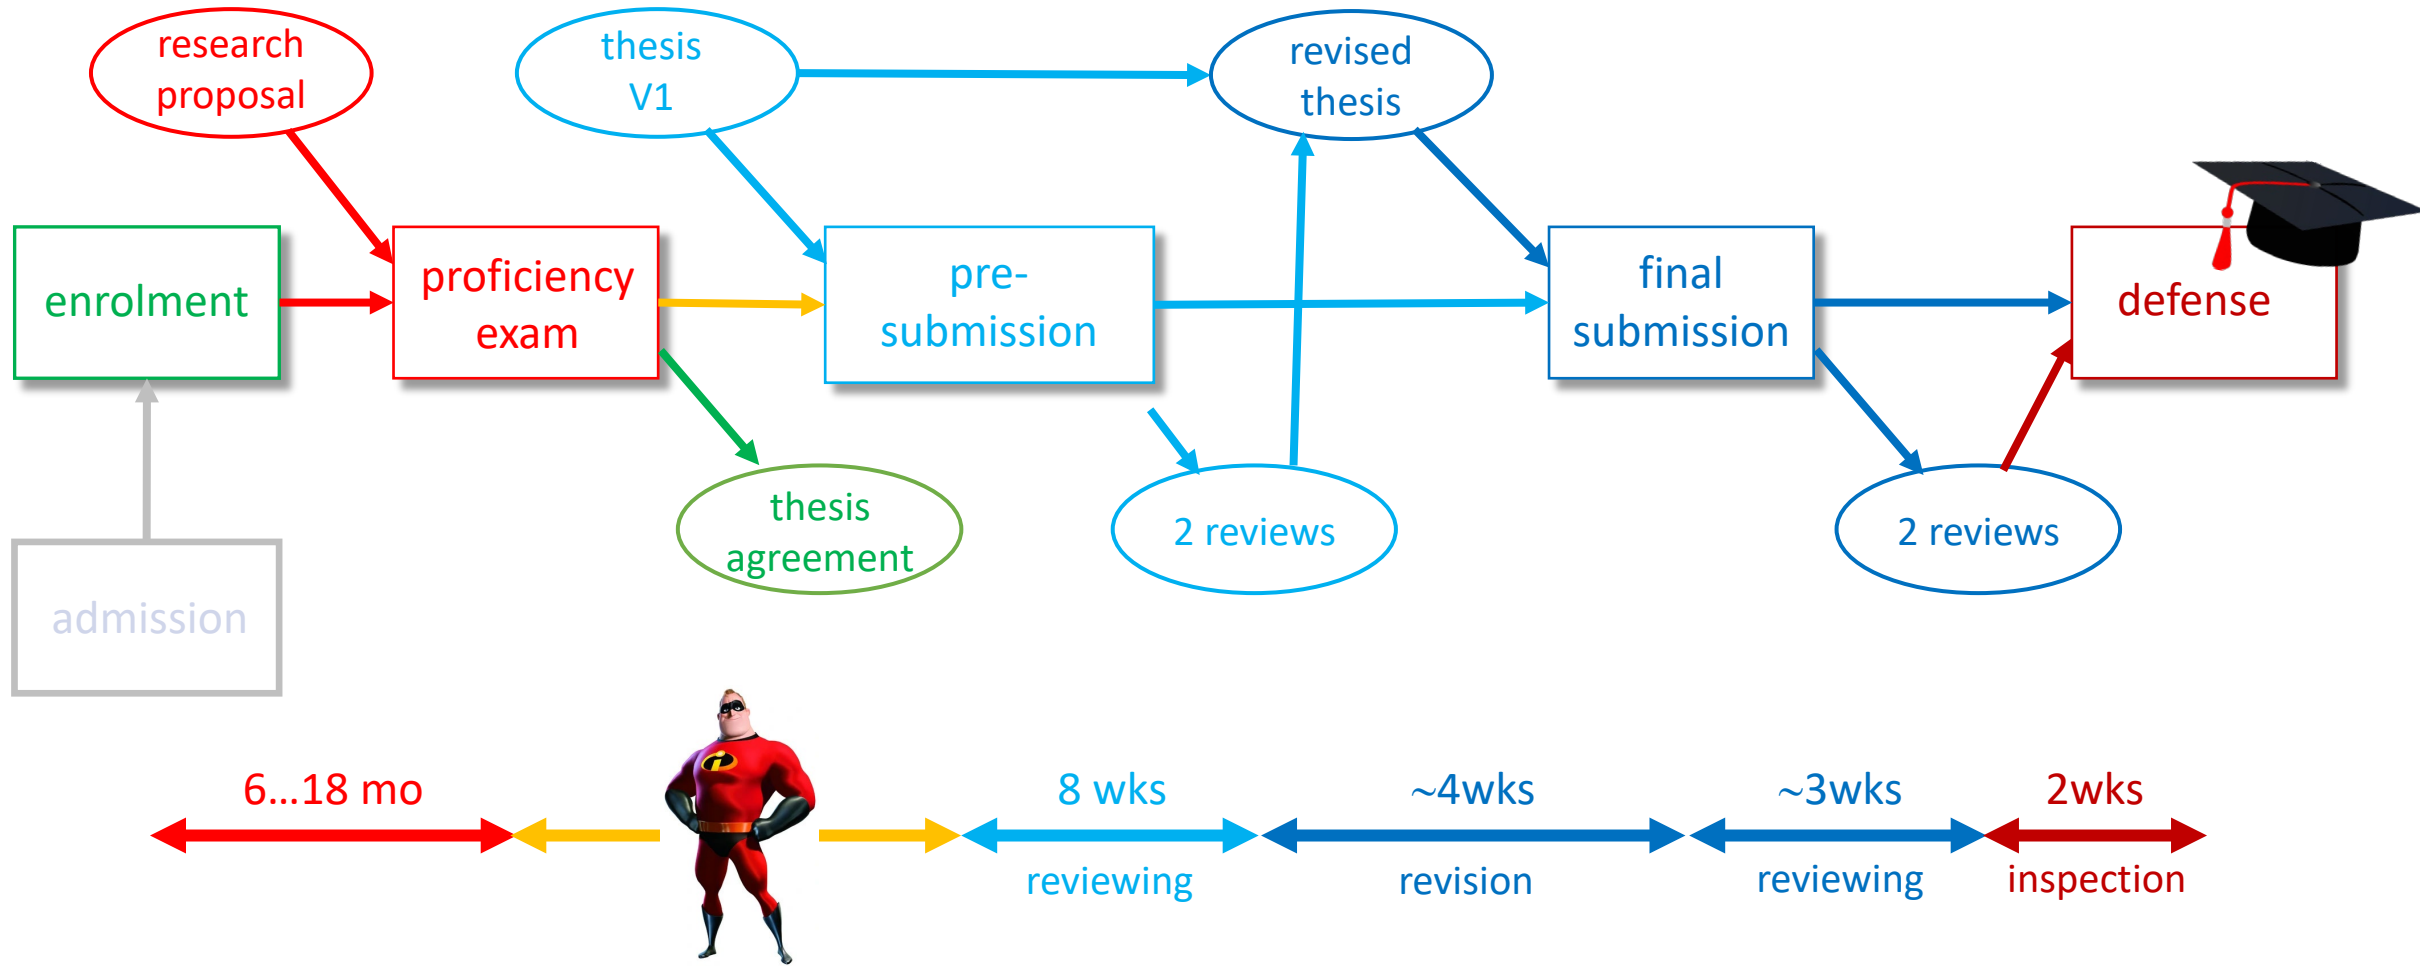 research
proposal
thesis
V1
revised
thesis
enrolment
proficiency
exam
pre-
submission
final
submission
defense
thesis
agreement
2 reviews
2 reviews
admission
6...18 mo
8 wks
~4wks
~3wks
2wks
reviewing
revision
reviewing
inspection